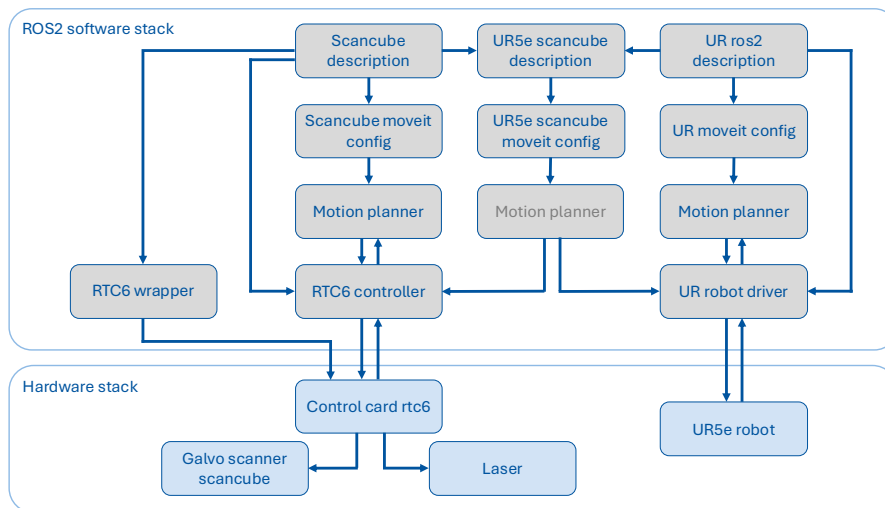 ROS2 software stack
Scancube
description
UR5e scancube
description
UR ros2
description
Scancube moveit
config
UR5e scancube
moveit config
UR moveit config
Motion planner
Motion planner
Motion planner
RTC6 wrapper
RTC6 controller
UR robot driver
Hardware stack
Control card rtc6
UR5e robot
Galvo scanner
scancube
Laser